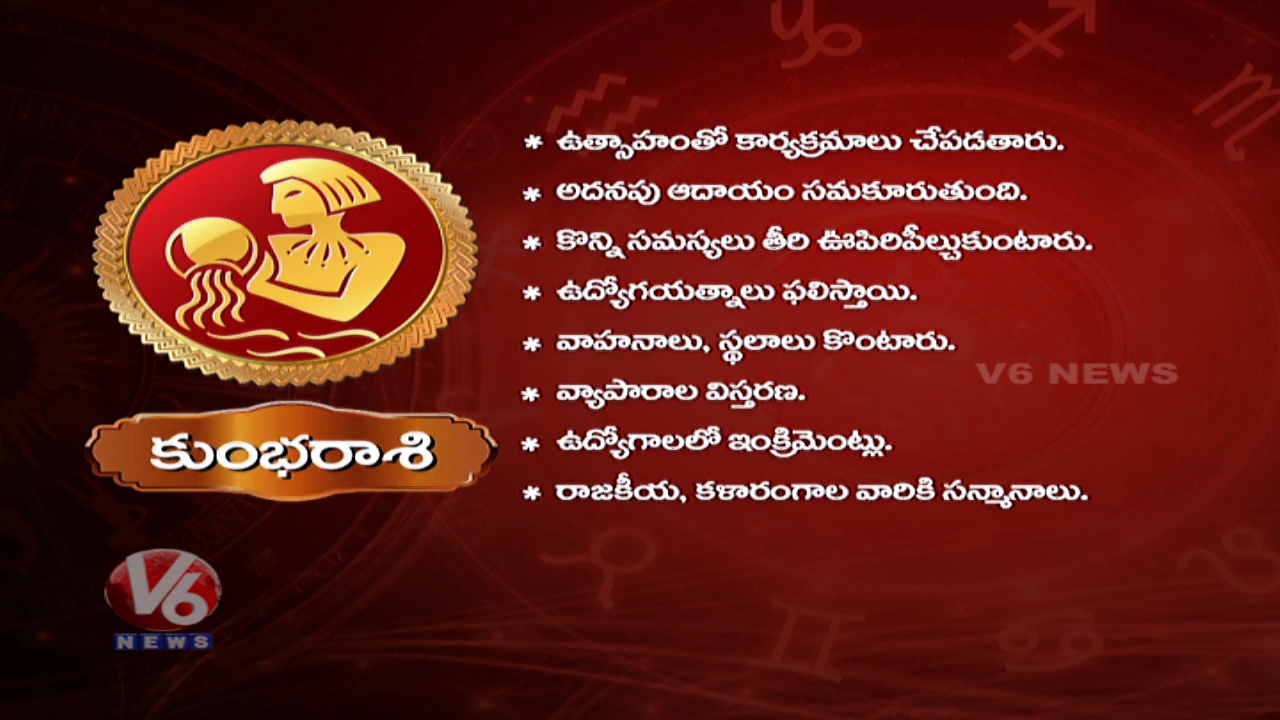 * ఉత్సాహంతో కార్యక్రమాలు చేపడతారు.
* అదనపు ఆదాయం సమకూరుతుంది.
* కొన్ని సమస్యలు తీరి ఊపిరిపీల్చుకుంటారు.
* ఉద్యోగయత్నాలు ఫలిస్తాయి.
* వాహనాలు, స్థలాలు కొంటారు.
V6 NEWS
* వ్యాపారాల విస్తరణ.
* ఉద్యోగాలలో ఇంక్రిమెంట్లు.
కుంభరాశి
* రాజకీయ, కళారంగాల వారికి సన్మానాలు.
V6
NEWS